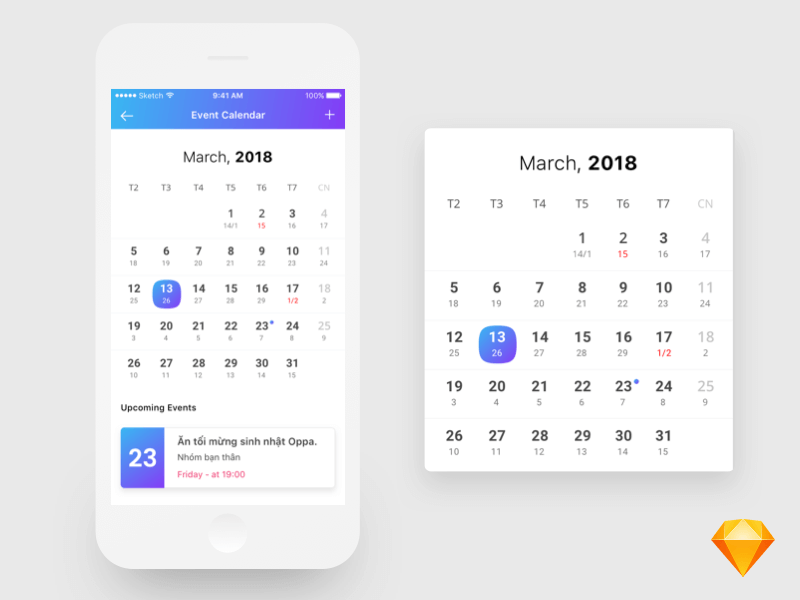 Sketch 9:41 AM 100%
Event Calendar
March, 2018
T2 T3 T4 T5 T6 T7 CN
1 2 3 4
14/1 15 16 17
5 6 7 8 9 10 11
18 19 20 21 22 23 24
12 13 14 15 16 17 18
25 26 27 28 29 1/2 2
19 20 21 22 23 24 25
3 4 5 6 7 8 9
26 27 28 29 30 31
10 11 12 13 14 15
Upcoming Events
23
Ăn tối mừng sinh nhật Oppa.
Nhóm bạn thân
Friday - at 19:00
March, 2018
T2 T3 T4 T5 T6 T7 CN
1 2 3 4
14/1 15 16 17
5 6 7 8 9 10 11
18 19 20 21 22 23 24
12 13 14 15 16 17 18
25 26 27 28 29 1/2 2
19 20 21 22 23 24 25
3 4 5 6 7 8 9
26 27 28 29 30 31
10 11 12 13 14 15